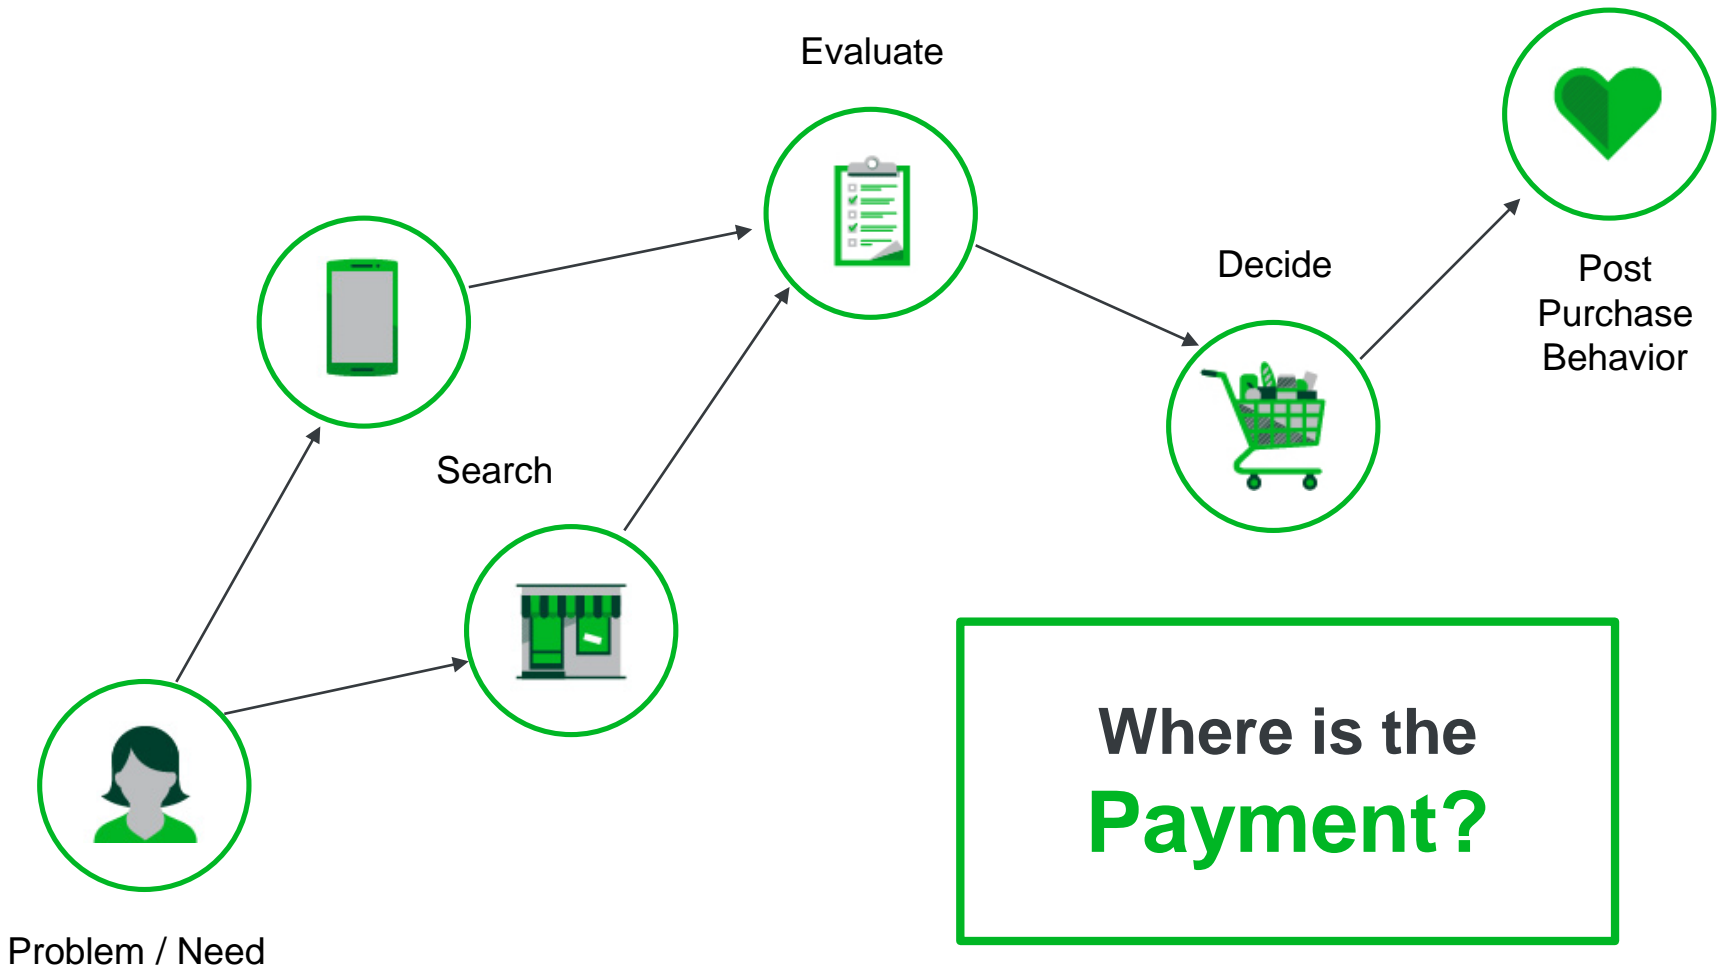 Evaluate
Decide
Post
Purchase
Behavior
Search
Where is the
Payment?
Problem / Need